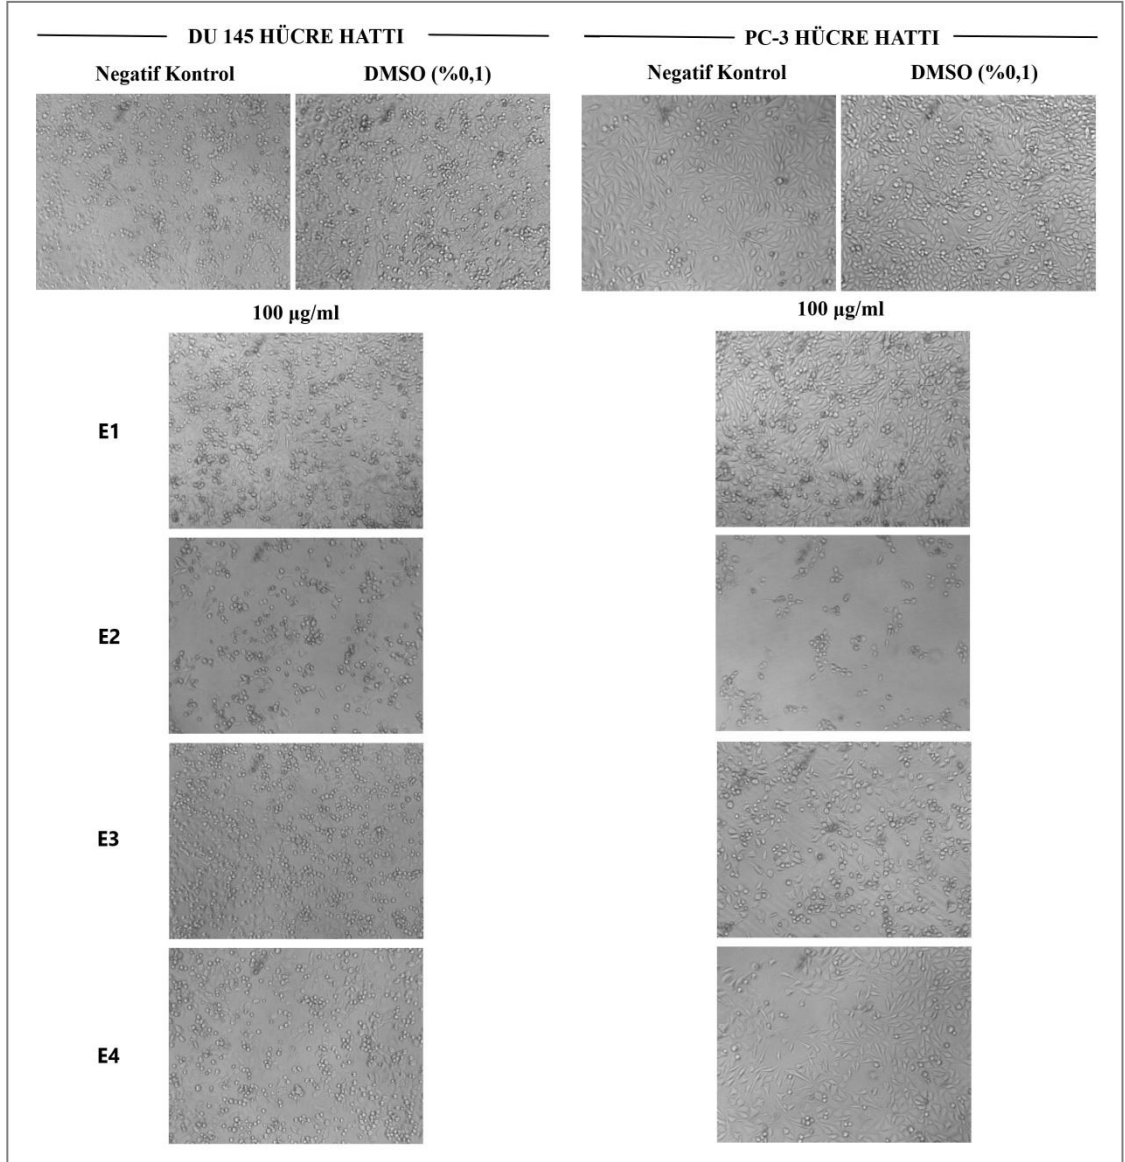 DU 145 HÜCRE HATTI
Negatif Kontrol DMSO (%0,1)
100 µg/ml
PC-3 HÜCRE HATTI
Negatif Kontrol DMSO (%0,1)
100 µg/ml
E1
E2
E3
E4